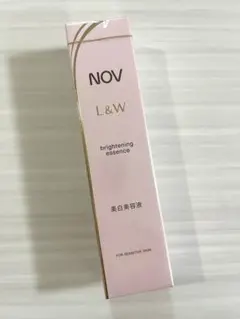 NOV
L&W
brightening
essence
美白美容液
FOR SENSITIVE SKIN